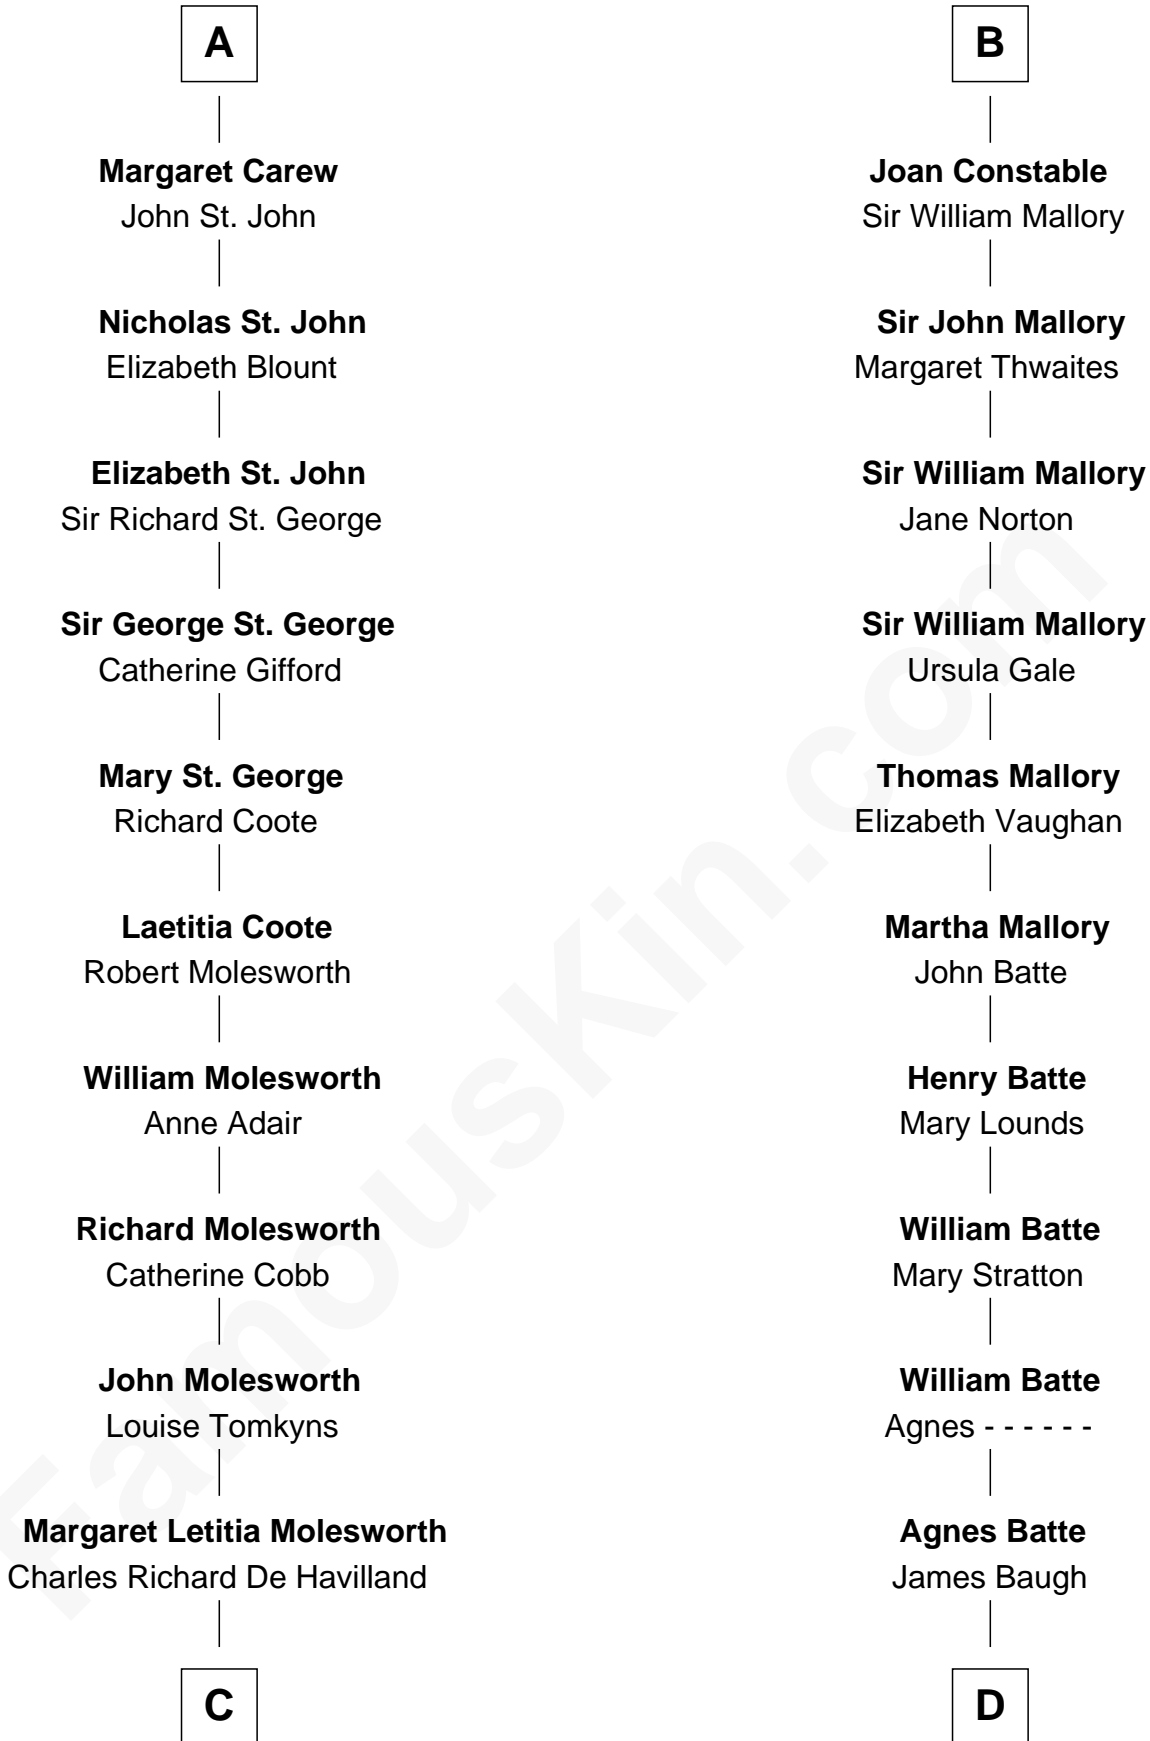 A
Margaret Carew
John St. John
Nicholas St. John
Elizabeth Blount
Elizabeth St. John
Sir Richard St. George
Sir George St. George
Catherine Gifford
Mary St. George
Richard Coote
Laetitia Coote
Robert Molesworth
William Molesworth
Anne Adair
Richard Molesworth
Catherine Cobb
John Molesworth
Louise Tomkyns
Margaret Letitia Molesworth
Charles Richard De Havilland
C
B
Joan Constable
Sir William Mallory
Sir John Mallory
Margaret Thwaites
Sir William Mallory
Jane Norton
Sir William Mallory
Ursula Gale
Thomas Mallory
Elizabeth Vaughan
Martha Mallory
John Batte
Henry Batte
Mary Lounds
William Batte
Mary Stratton
William Batte
Agnes - - - - - -
Agnes Batte
James Baugh
D
FamousKin.com